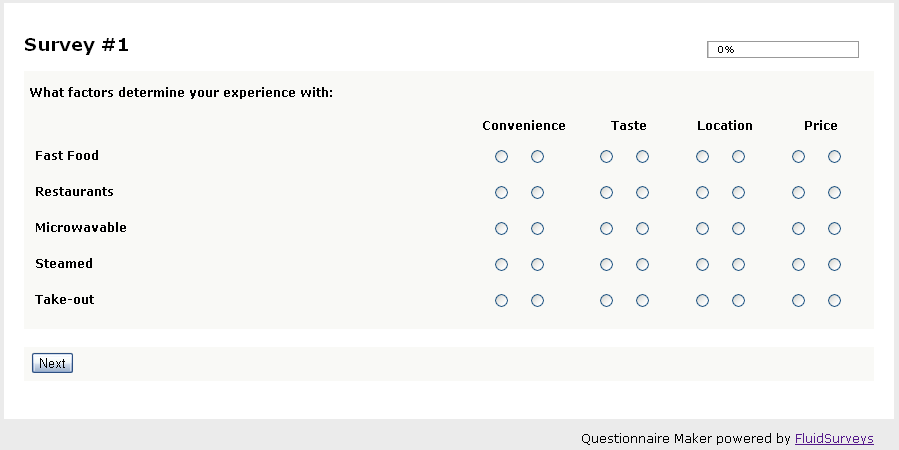 Survey #1
0%
What factors determine your experience with:
Convenience Taste Location Price
Fast Food
Restaurants
Microwavable
Steamed
Take-out
Next
Questionnaire Maker powered by FluidSurveys